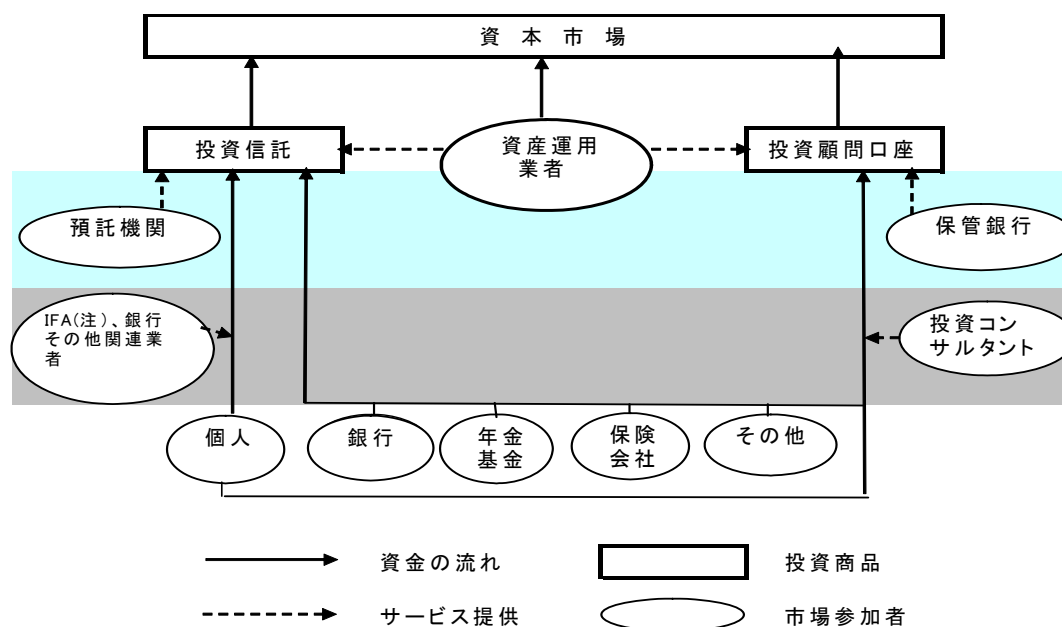 資本市場
投資信託
資産運用
業者
投資顧問口座
預託機関
保管銀行
IFA(注)、銀行
その他関連業
者
投資コン
サルタント
個人
銀行
年金
基金
保険
会社
その他
資金の流れ
投資商品
サービス提供
市場参加者